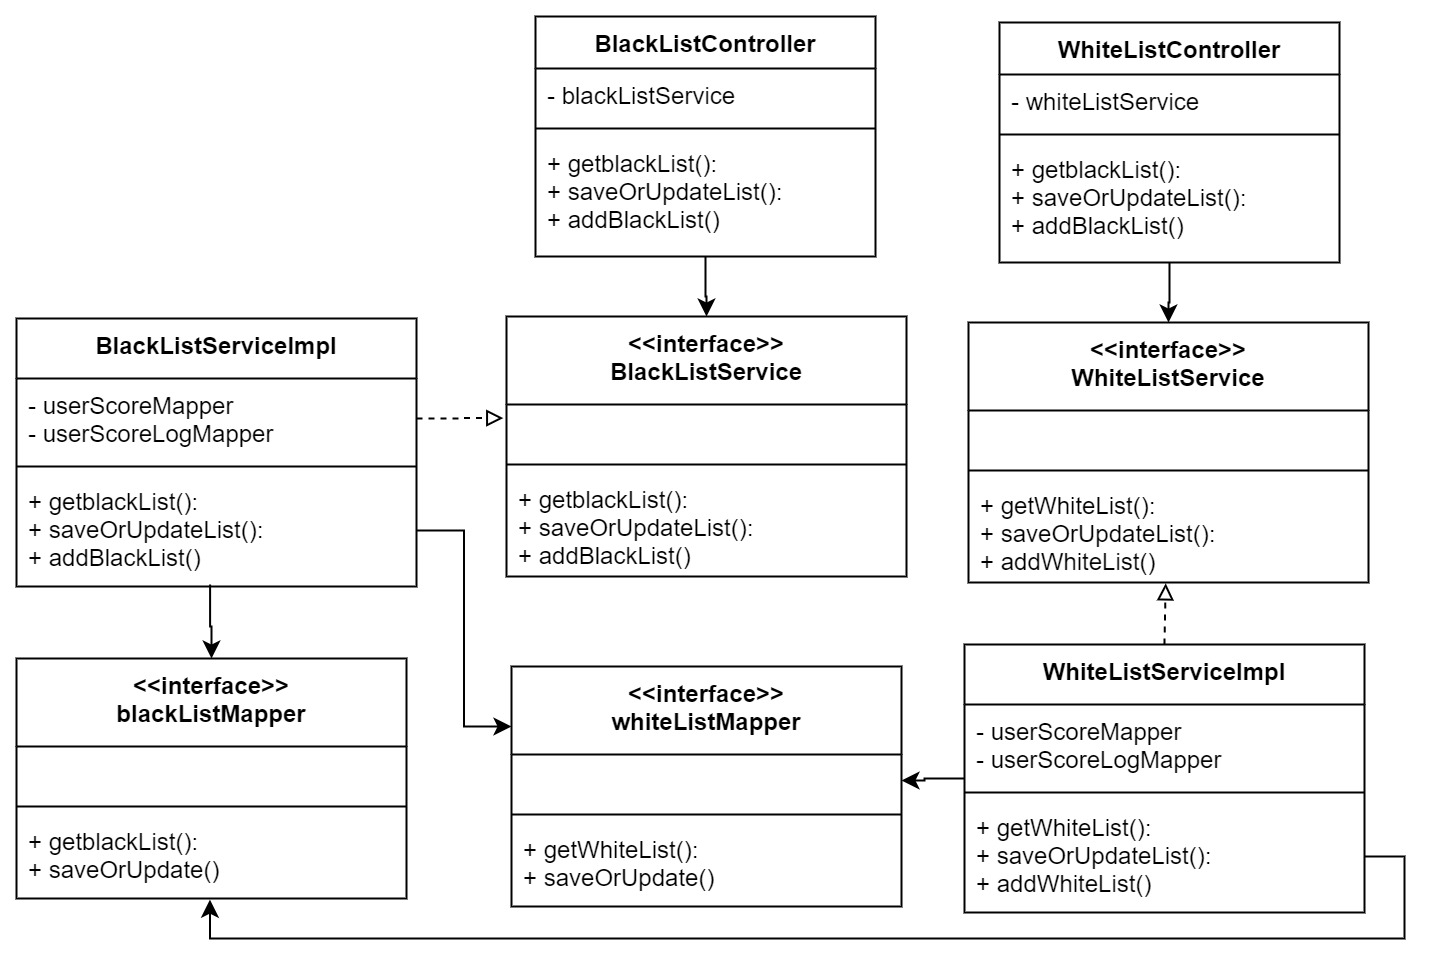 BlackListController
- blackListService
+ getblackList():
+ saveOrUpdateList():
+ addBlackList()
WhiteListController
- whiteListService
+ getblackList():
+ saveOrUpdateList():
+ addBlackList()
BlackListServiceImpl
- userScoreMapper
- userScoreLogMapper
+ getblackList():
+ saveOrUpdateList():
+ addBlackList()
<<interface>>
BlackListService
+ getblackList():
+ saveOrUpdateList():
+ addBlackList()
<<interface>>
WhiteListService
+ getWhiteList():
+ saveOrUpdateList():
+ addWhiteList()
<<interface>>
blackListMapper
+ getblackList():
+ saveOrUpdate()
<<interface>>
whiteListMapper
+ getWhiteList():
+ saveOrUpdate()
WhiteListServiceImpl
- userScoreMapper
- userScoreLogMapper
+ getWhiteList():
+ saveOrUpdateList():
+ addWhiteList()